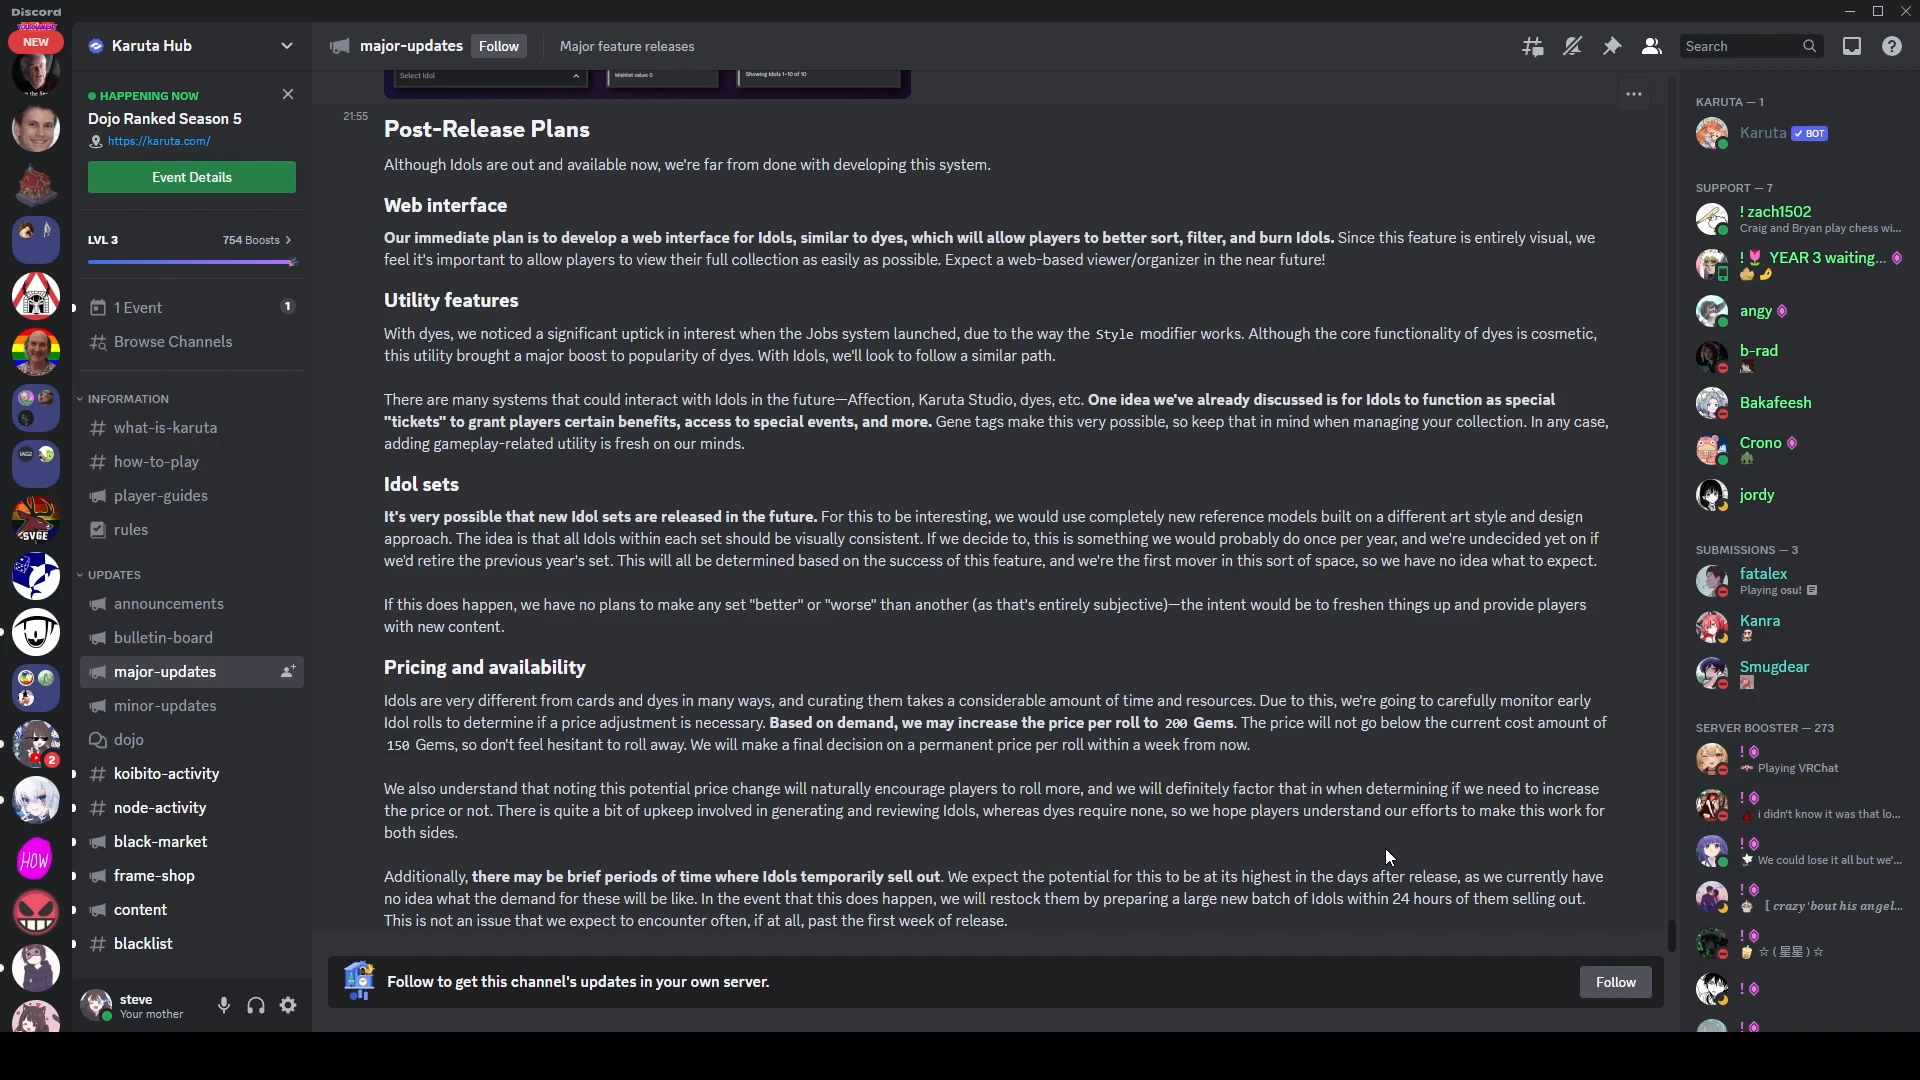 Discord
NEW
Karuta Hub
HAPPENING NOW
Dojo Ranked Season 5
https://karuta.com/
Event Details
LVL 3
754 Boosts
1 Event
1
Browse Channels
INFORMATION
what-is-karuta
how-to-play
player-guides
rules
UPDATES
announcements
bulletin-board
major-updates
minor-updates
dojo
koibito-activity
node-activity
black-market
frame-shop
content
blacklist
SVGE
2
HOW
steve
Your mother
major-updates
Follow
Major feature releases
Search
Select Idol
Wishlist value: 0
Showing Idols 1-10 of 10
21:55
Post-Release Plans
Although Idols are out and available now, we're far from done with developing this system.
Web interface
Our immediate plan is to develop a web interface for Idols, similar to dyes, which will allow players to better sort, filter, and burn Idols. Since this feature is entirely visual, we
feel it's important to allow players to view their full collection as easily as possible. Expect a web-based viewer/organizer in the near future!
Utility features
With dyes, we noticed a significant uptick in interest when the Jobs system launched, due to the way the Style modifier works. Although the core functionality of dyes is cosmetic,
this utility brought a major boost to popularity of dyes. With Idols, we'll look to follow a similar path.
There are many systems that could interact with Idols in the future—Affection, Karuta Studio, dyes, etc. One idea we've already discussed is for Idols to function as special
"tickets" to grant players certain benefits, access to special events, and more. Gene tags make this very possible, so keep that in mind when managing your collection. In any case,
adding gameplay-related utility is fresh on our minds.
Idol sets
It's very possible that new Idol sets are released in the future. For this to be interesting, we would use completely new reference models built on a different art style and design
approach. The idea is that all Idols within each set should be visually consistent. If we decide to, this is something we would probably do once per year, and we're undecided yet on if
we'd retire the previous year's set. This will all be determined based on the success of this feature, and we're the first mover in this sort of space, so we have no idea what to expect.
If this does happen, we have no plans to make any set "better" or "worse" than another (as that's entirely subjective)—the intent would be to freshen things up and provide players
with new content.
Pricing and availability
Idols are very different from cards and dyes in many ways, and curating them takes a considerable amount of time and resources. Due to this, we're going to carefully monitor early
Idol rolls to determine if a price adjustment is necessary. Based on demand, we may increase the price per roll to 200 Gems. The price will not go below the current cost amount of
150 Gems, so don't feel hesitant to roll away. We will make a final decision on a permanent price per roll within a week from now.
We also understand that noting this potential price change will naturally encourage players to roll more, and we will definitely factor that in when determining if we need to increase
the price or not. There is quite a bit of upkeep involved in generating and reviewing Idols, whereas dyes require none, so we hope players understand our efforts to make this work for
both sides.
Additionally, there may be brief periods of time where Idols temporarily sell out. We expect the potential for this to be at its highest in the days after release, as we currently have
no idea what the demand for these will be like. In the event that this does happen, we will restock them by preparing a large new batch of Idols within 24 hours of them selling out.
This is not an issue that we expect to encounter often, if at all, past the first week of release.
Follow to get this channel's updates in your own server.
Follow
KARUTA — 1
Karuta
BOT
SUPPORT — 7
! zach1502
Craig and Bryan play chess wi...
! YEAR 3 waiting...
angy
b-rad
Bakafeesh
Crono
jordy
SUBMISSIONS — 3
fatalex
Playing osu!
Kanra
Smugdear
SERVER BOOSTER — 273
!
Playing VRChat
!
i didn't know it was that lo...
!
We could lose it all but we'...
!
⟦ crazy 'bout his angel...
!
☆ ( 星星 ) ☆
!
!